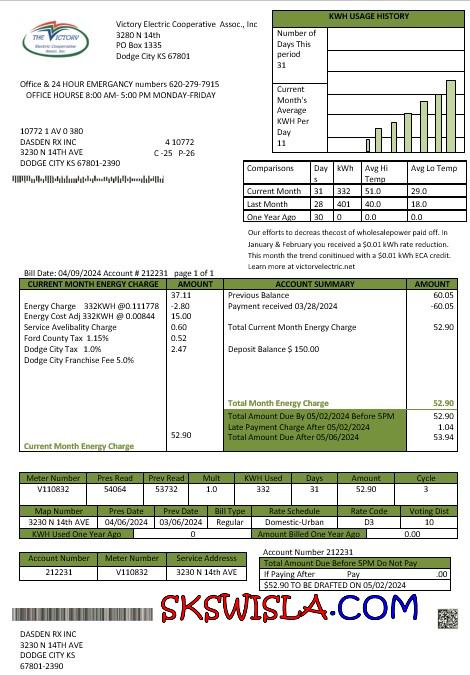 THE VICTORY
Electric Cooperative
Assn. Inc
Victory Electric Cooperative Assoc., Inc
3280 N 14th
PO Box 1335
Dodge City Ks 67801
Office & 24 HOUR EMERGANCY numbers 620-279-7915
OFFICE HOURSE 8:00 AM- 5:00 PM MONDAY-FRIDAY
10772 1 AV 0 380
DASDEN RX INC 4 10772
3230 N 14TH AVE C -25 P-26
DODGE CITY KS 67801-2390
KWH USAGE HISTORY
Number of
Days This
period
31
Current
Month's
Average
KWH Per
Day
11
Comparisons Day s kWh Avg Hi Temp Avg Lo Temp
Current Month 31 332 51.0 29.0
Last Month 28 401 40.0 18.0
One Year Ago 30 0 0.0 0.0
Our efforts to decreas thecost of wholesalepower paid off. In
January & February you received a $0.01 kWh rate reduction.
This month the trend conitinued with a $0.01 kWh ECA credit.
Learn more at victorvelectric.net
Bill Date: 04/09/2024 Account # 212231 page 1 of 1
CURRENT MONTH ENERGY CHARGE AMOUNT ACCOUNT SUMMARY AMOUNT
37.11 Previous Balance 60.05
Energy Charge 332KWH @0.111778 -2.80 Payment received 03/28/2024 -60.05
Energy Cost Adj 332KWH @ 0.00844 15.00
Service Avelibality Charge 0.60 Total Current Month Energy Charge 52.90
Ford County Tax 1.15% 0.52
Dodge City Tax 1.0% 2.47 Deposit Balance $ 150.00
Dodge City Franchise Fee 5.0%
Total Month Energy Charge 52.90
Total Amount Due By 05/02/2024 Before 5PM 52.90
Late Payment Charge After 05/02/2024 1.04
52.90 Total Amount Due After 05/06/2024 53.94
Current Month Energy Charge
Meter Number Pres Read Prev Read Mult KWH Used Days Amount Cycle
V110832 54064 53732 1.0 332 31 52.90 3
Map Number Pres Date Prev Date Bill Type Rate Schedule Rate Code Voting Dist
3230 N 14th AVE 04/06/2024 03/06/2024 Regular Domestic-Urban D3 10
KWH Used One Year Ago 0 Amount Billed One Year Ago 0.00
Account Number Meter Number Service Addresss
212231 V110832 3230 N 14th AVE
Account Number 212231
Total Amount Due Before 5PM Do Not Pay
If Paying After Pay .00
$52.90 TO BE DRAFTED ON 05/02/2024
SKSWISLA.COM
DASDEN RX INC
3230 N 14TH AVE
DODGE CITY KS
67801-2390